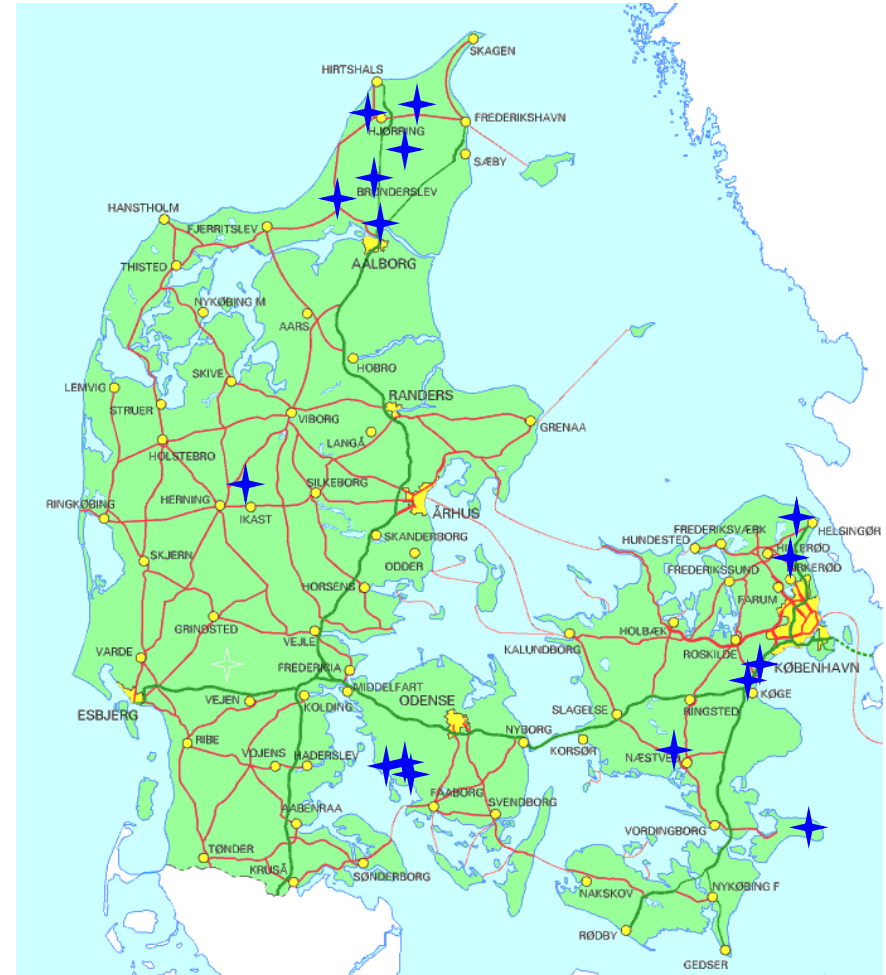 SKAGEN
HIRTSHALS
FREDERIKSHAVN
HJØRRING
SÆBY
BRØNDERSLEV
HANSTHOLM
FJERRITSLEV
AALBORG
THISTED
NYKØBING M
AARS
HOBRO
SKIVE
LEMVIG
RANDERS
STRUER
VIBORG
GRENAA
LANGÅ
HOLSTEBRO
SILKEBORG
HERNING
RINGKØBING
IKAST
ÅRHUS
HELSINGØR
FREDERIKSVÆRK
SKANDERBORG
HUNDESTED
SKJERN
ODDER
FREDERIKSSUND
HORSENS
FARUM
GRINDSTED
HOLBÆK
VEJLE
KALUNDBORG
ROSKILDE
VARDE
FREDERICIA
KØBENHAVN
MIDDELFART
KØGE
VEJEN
KOLDING
ODENSE
RINGSTED
ESBJERG
SLAGELSE
NYBORG
RIBE
KORSØR
VOJENS
HADERSLEV
NÆSTVED
FAABORG
SVENDBORG
AABENRAA
VORDINGBORG
TØNDER
KRUSÅ
SØNDERBORG
NAKSKOV
NYKØBING F
RØDBY
GEDSER